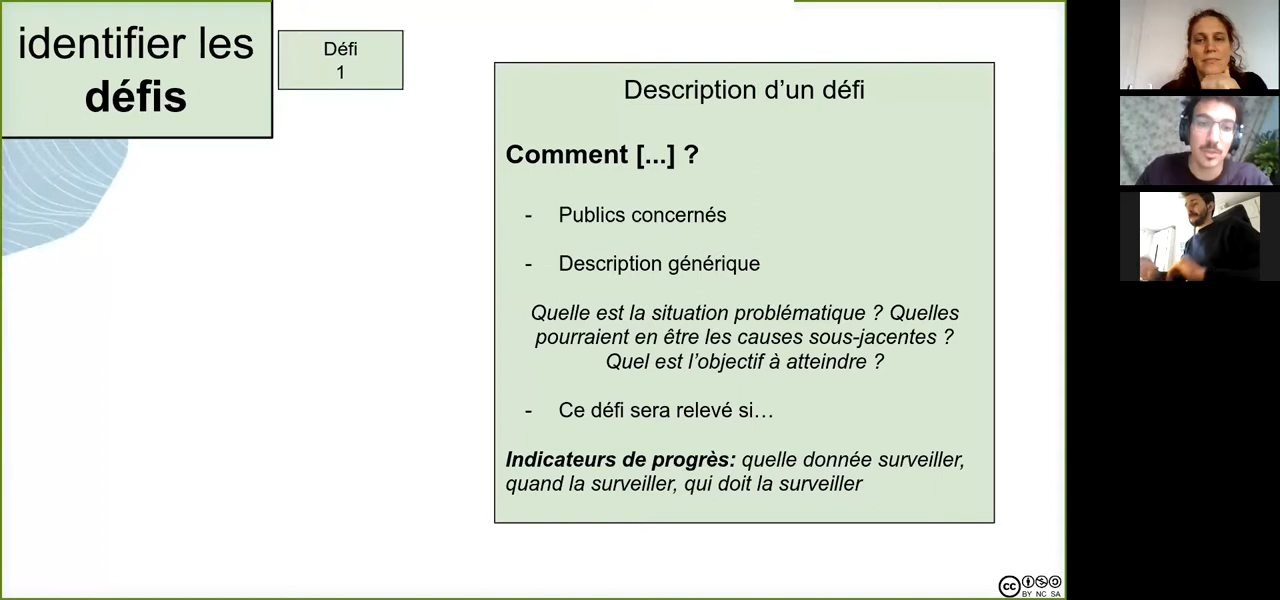 identifier les
défis
Défi
1
Description d’un défi
Comment [...] ?
- Publics concernés
- Description générique
Quelle est la situation problématique ? Quelles
pourraient en être les causes sous-jacentes ?
Quel est l’objectif à atteindre ?
- Ce défi sera relevé si…
Indicateurs de progrès: quelle donnée surveiller,
quand la surveiller, qui doit la surveiller
cc
BY NC SA